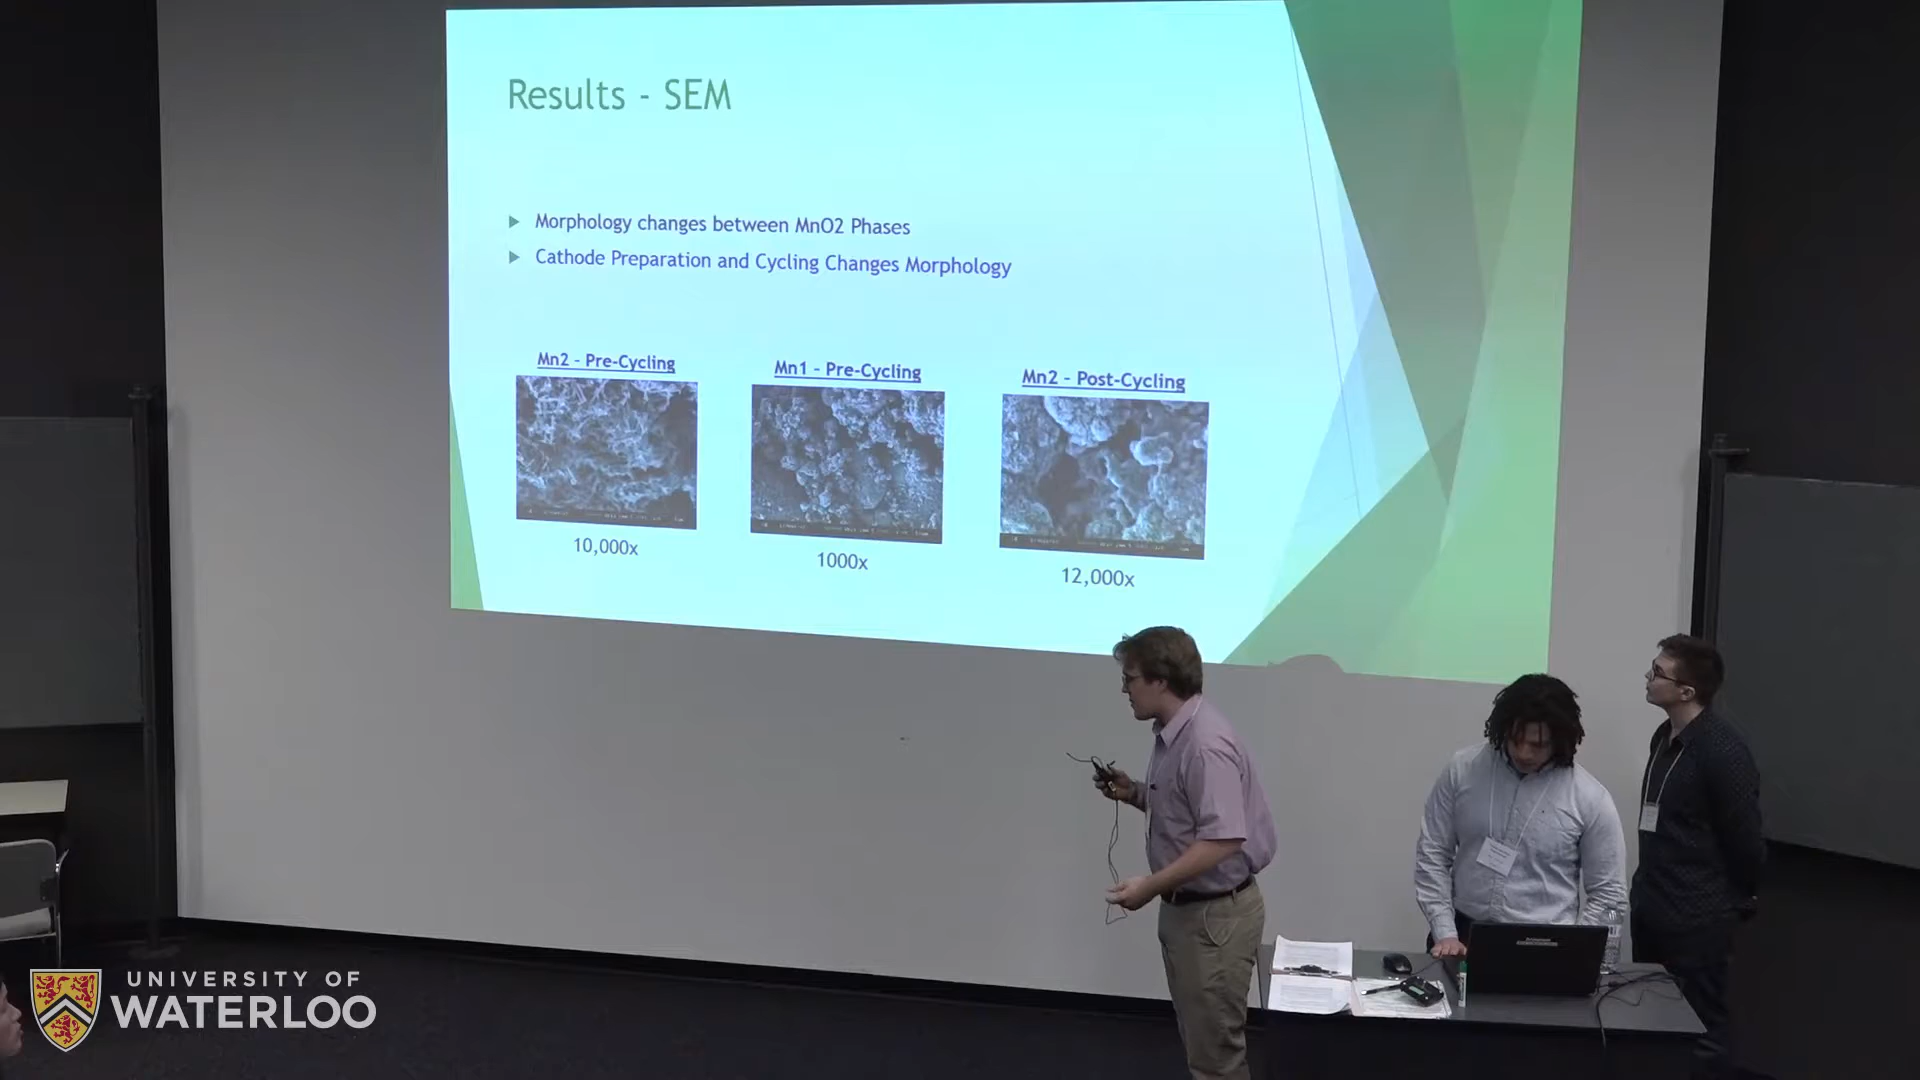 Results - SEM
Morphology changes between MnO2 Phases
Cathode Preparation and Cycling Changes Morphology
Mn2 - Pre-Cycling
Mn1 - Pre-Cycling
Mn2 - Post-Cycling
10,000x
1000x
12,000x
UNIVERSITY OF
WATERLOO